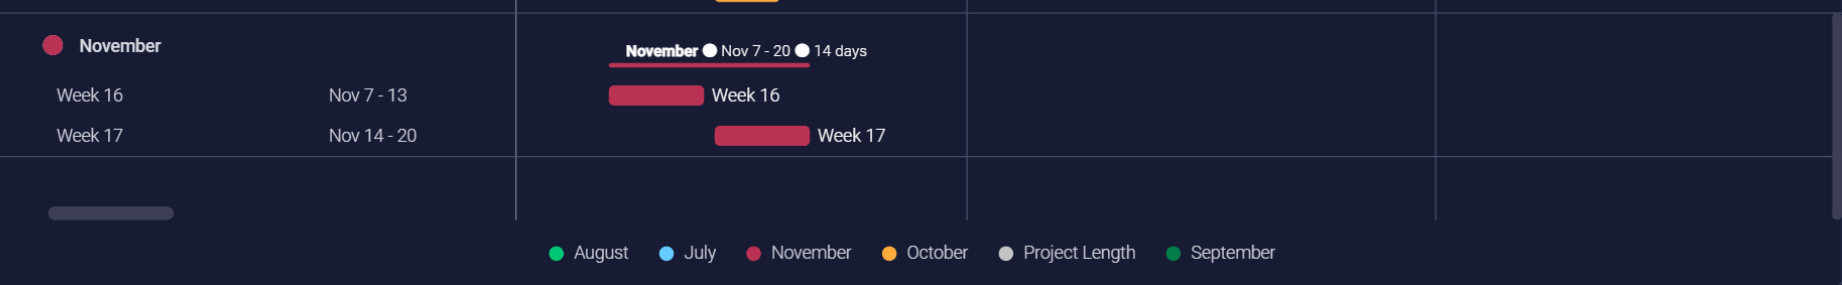 November
November ● Nov 7 - 20 ● 14 days
Week 16 Nov 7 - 13 Week 16
Week 17 Nov 14 - 20 Week 17
August July November October Project Length September